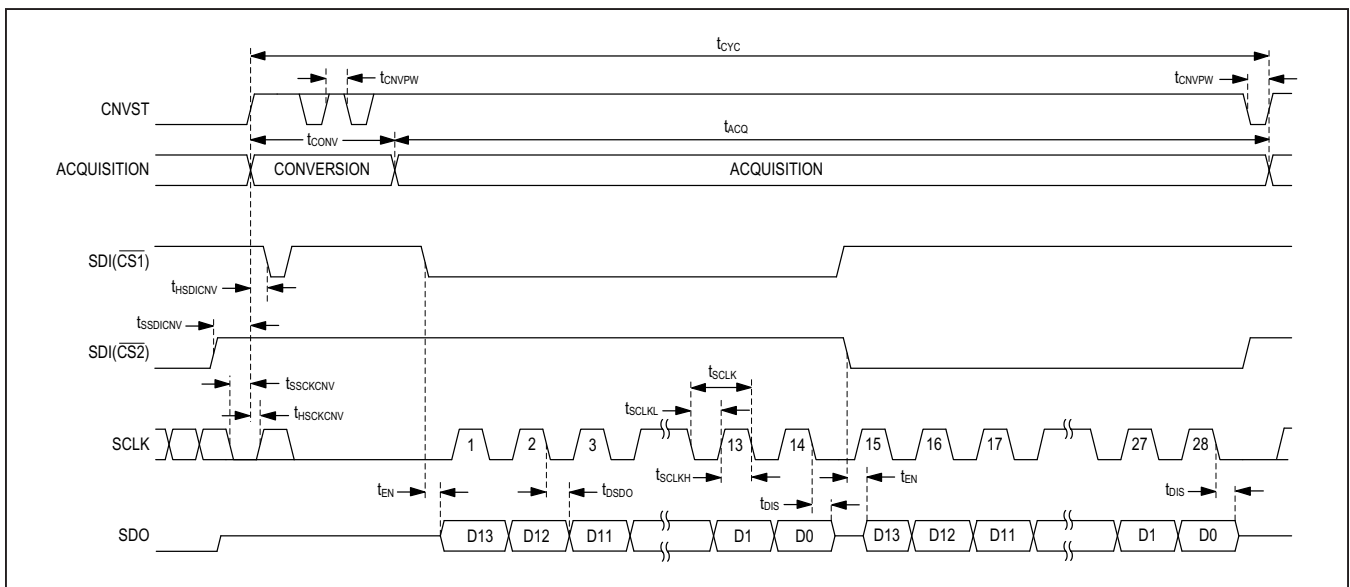 tCYC
tCNVPW
tCNVPW
CNVST
tCONV
tACQ
ACQUISITION
CONVERSION
ACQUISITION
SDI(CS1)
tHSDICNV
tSSDICNV
SDI(CS2)
tSSCKCNV
tSCLK
tHSCKCNV
tSCLKL
SCLK
1 2 3 13 14 15 16 17 27 28
tSCLKH
tEN
tDSDO
tEN
tDIS
tDIS
SDO
D13 D12 D11 D1 D0 D13 D12 D11 D1 D0